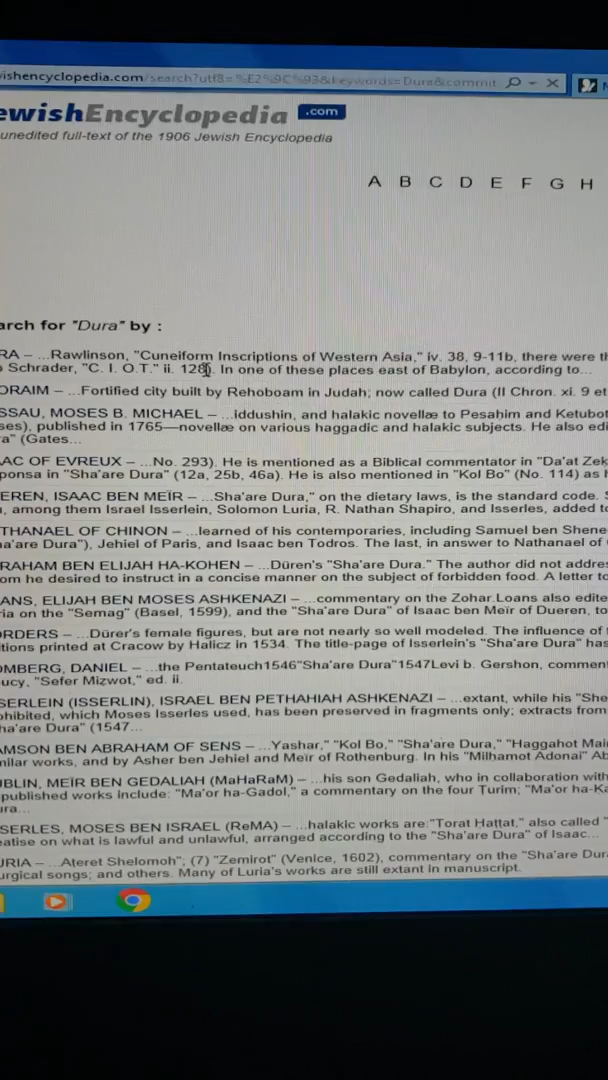 ishencyclopedia.com/search?utf8=%E2%9C%93&keywords=Dura&commit
ewishEncyclopedia .com
unedited full-text of the 1906 Jewish Encyclopedia
A B C D E F G H
arch for "Dura" by :
RA – ...Rawlinson, "Cuneiform Inscriptions of Western Asia," iv. 38, 9-11b, there were th
Schrader, "C. I. O.T." ii. 128). In one of these places east of Babylon, according to...
ORAIM – ...Fortified city built by Rehoboam in Judah; now called Dura (II Chron. xi. 9 et
SSAU, MOSES B. MICHAEL – ...iddushin, and halakic novellæ to Pesaḥim and Ketubot
ses), published in 1765—novellæ on various haggadic and halakic subjects. He also edi
a" (Gates...
AC OF EVREUX – ...No. 293). He is mentioned as a Biblical commentator in "Da'at Zek
ponsa in "Sha'are Dura" (12a, 25b, 46a). He is also mentioned in "Kol Bo" (No. 114) as h
EREN, ISAAC BEN MEÏR – ...Sha'are Dura," on the dietary laws, is the standard code. S
, among them Israel Isserlein, Solomon Luria, R. Nathan Shapiro, and Isserles, added to
THANAEL OF CHINON – ...learned of his contemporaries, including Samuel ben Shene
ha'are Dura"), Jehiel of Paris, and Isaac ben Todros. The last, in answer to Nathanael of
RAHAM BEN ELIJAH HA-KOHEN – ...Düren's "Sha'are Dura." The author did not addre
om he desired to instruct in a concise manner on the subject of forbidden food. A letter to
ANS, ELIJAH BEN MOSES ASHKENAZI – ...commentary on the Zohar.Loans also edite
ria on the "Semag" (Basel, 1599), and the "Sha'are Dura" of Isaac ben Meïr of Dueren, to
ORDERS – ...Dürer's female figures, but are not nearly so well modeled. The influence of t
itions printed at Cracow by Halicz in 1534. The title-page of Isserlein's "Sha'are Dura" has
OMBERG, DANIEL – ...the Pentateuch1546"Sha'are Dura"1547Levi b. Gershon, commen
ucy, "Sefer Miẓwot," ed. ii.
SERLEIN (ISSERLIN), ISRAEL BEN PETHAHIAH ASHKENAZI – ...extant, while his "She
ohibited, which Moses Isserles used, has been preserved in fragments only; extracts from
ha'are Dura" (1547...
AMSON BEN ABRAHAM OF SENS – ...Yashar," "Kol Bo," "Sha'are Dura," "Haggahot Mai
milar works, and by Asher ben Jehiel and Meïr of Rothenburg. In his "Milhamot Adonai" Ab
UBLIN, MEÏR BEN GEDALIAH (MaHaRaM) – ...his son Gedaliah, who in collaboration with
published works include: "Ma'or ha-Gadol," a commentary on the four Turim; "Ma'or ha-Ka
ura...
SERLES, MOSES BEN ISRAEL (ReMA) – ...halakic works are:"Torat Ḥaṭṭat," also called "
eatise on what is lawful and unlawful, arranged according to the "Sha'are Dura" of Isaac...
URIA – ...Aṭeret Shelomoh"; (7) "Zemirot" (Venice, 1602), commentary on the "Sha'are Dura
urgical songs; and others. Many of Luria's works are still extant in manuscript.